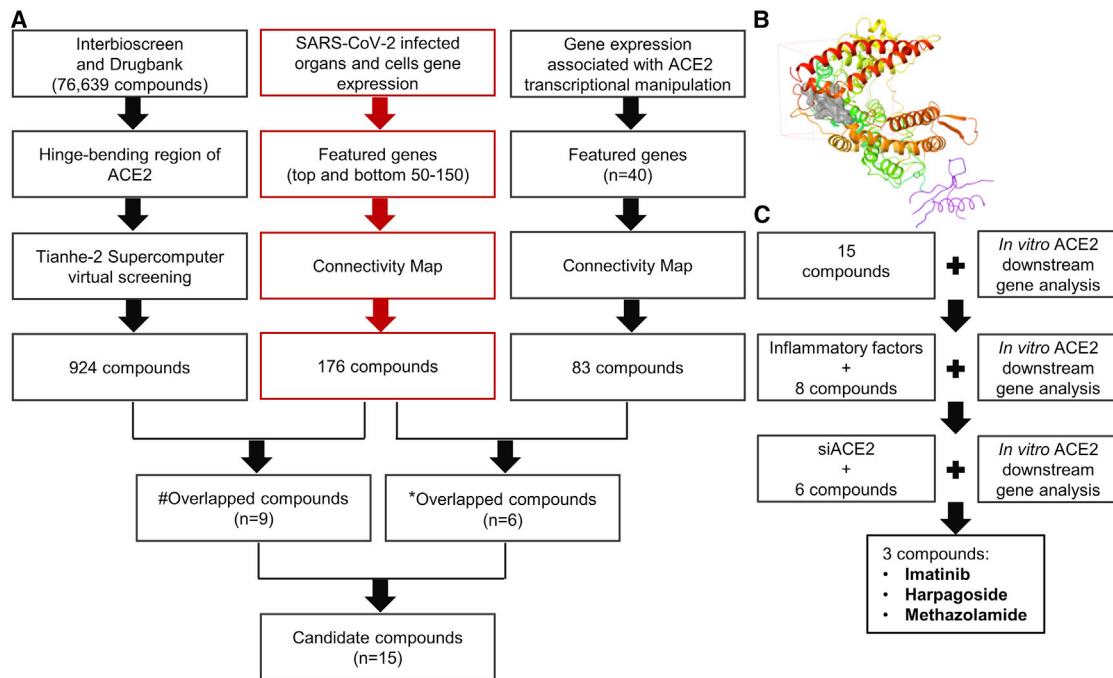 A
Interbioscreen
and Drugbank
(76,639 compounds)
Hinge-bending region of
ACE2
Tianhe-2 Supercomputer
virtual screening
924 compounds
SARS-CoV-2 infected
organs and cells gene
expression
Featured genes
(top and bottom 50-150)
Connectivity Map
176 compounds
Gene expression
associated with ACE2
transcriptional manipulation
Featured genes
(n=40)
Connectivity Map
83 compounds
#Overlapped compounds
(n=9)
*Overlapped compounds
(n=6)
Candidate compounds
(n=15)
B
C
15
compounds
In vitro ACE2
downstream
gene analysis
Inflammatory factors
+
8 compounds
In vitro ACE2
downstream
gene analysis
siACE2
+
6 compounds
In vitro ACE2
downstream
gene analysis
3 compounds:
• Imatinib
• Harpagoside
• Methazolamide